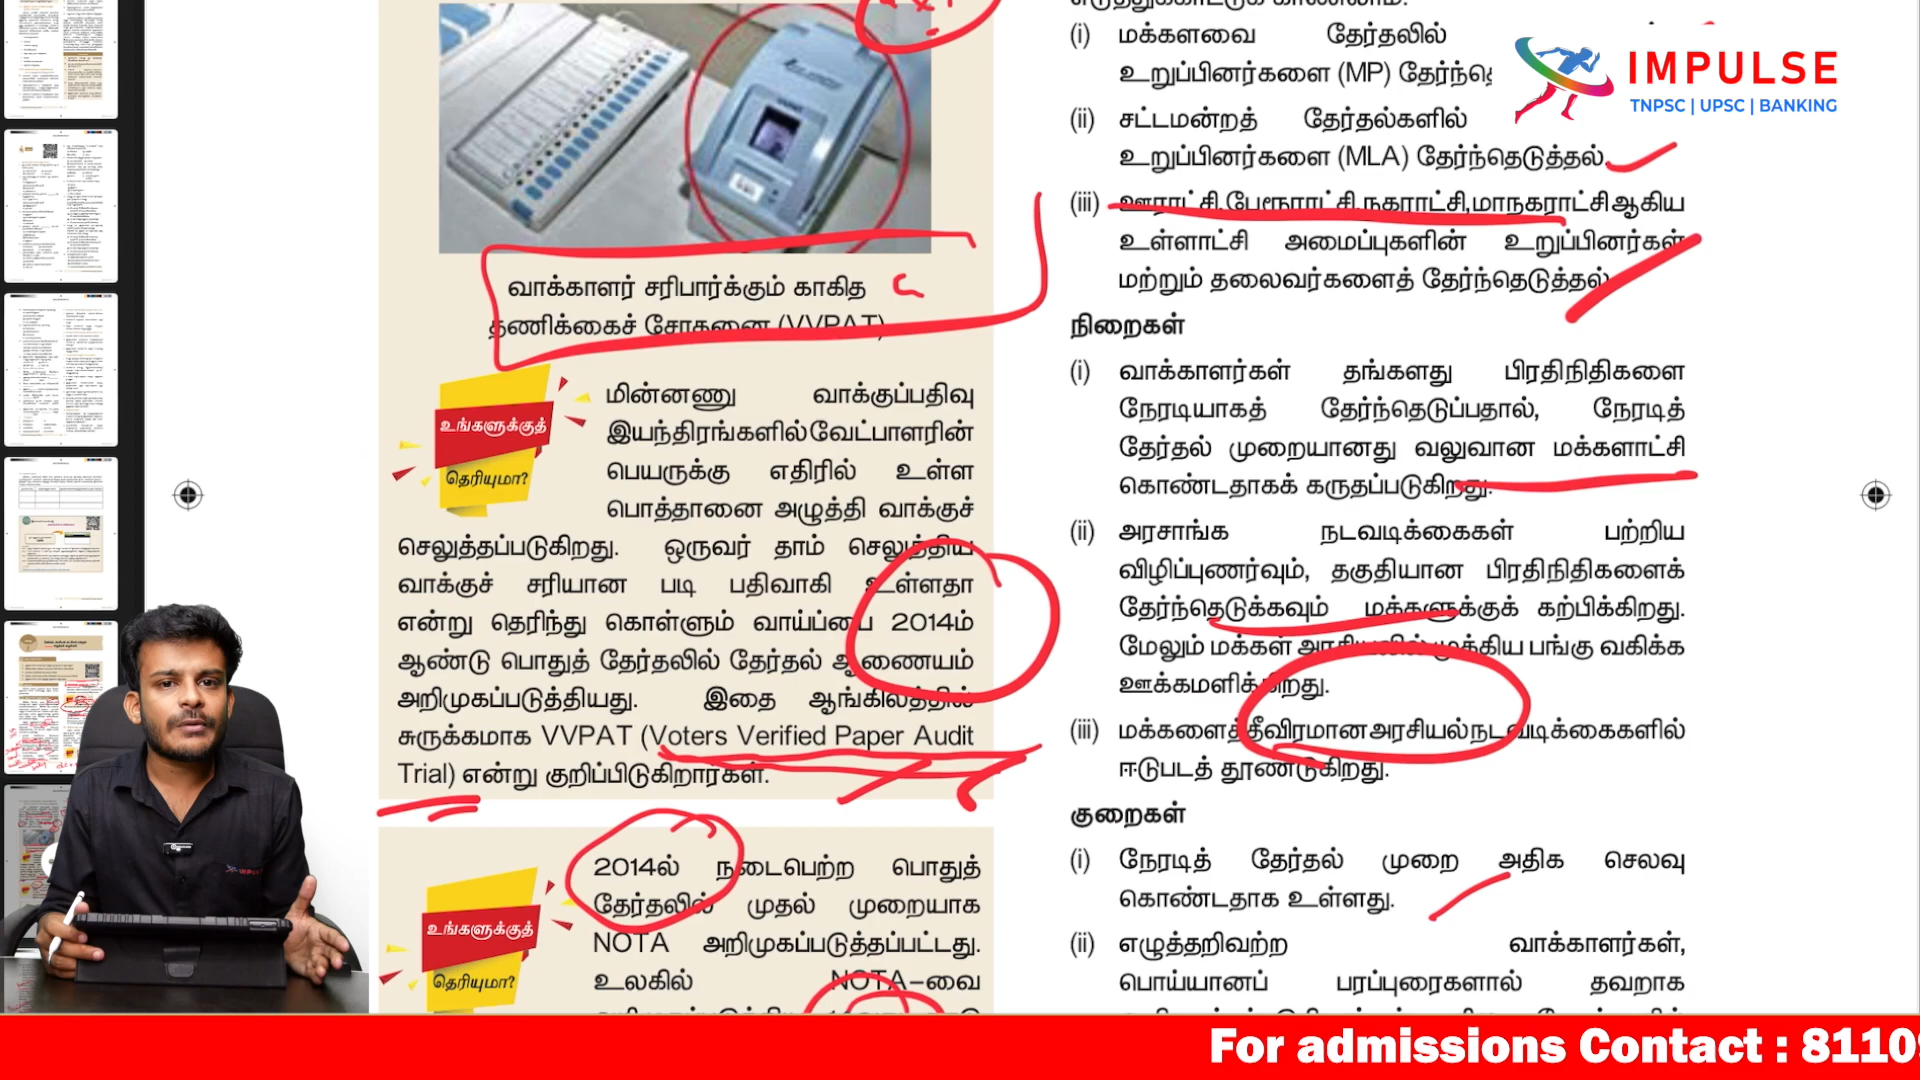 வாக்காளர் சரிபார்க்கும் காகித
தணிக்கைச் சோதனை (VVPAT)
உங்களுக்குத்
தெரியுமா?
மின்னணு வாக்குப்பதிவு
இயந்திரங்களில் வேட்பாளரின்
பெயருக்கு எதிரில் உள்ள
பொத்தானை அழுத்தி வாக்குச்
செலுத்தப்படுகிறது. ஒருவர் தாம் செலுத்திய
வாக்குச் சரியான படி பதிவாகி உள்ளதா
என்று தெரிந்து கொள்ளும் வாய்ப்பை 2014ம்
ஆண்டு பொதுத் தேர்தலில் தேர்தல் ஆணையம்
அறிமுகப்படுத்தியது. இதை ஆங்கிலத்தில்
சுருக்கமாக VVPAT (Voters Verified Paper Audit
Trial) என்று குறிப்பிடுகிறார்கள்.
உங்களுக்குத்
தெரியுமா?
2014ல் நடைபெற்ற பொதுத்
தேர்தலில் முதல் முறையாக
NOTA அறிமுகப்படுத்தப்பட்டது.
உலகில் NOTA-வை
(i) மக்களவை தேர்தலில்
உறுப்பினர்களை (MP)
(ii) சட்டமன்றத் தேர்தல்களில்
உறுப்பினர்களை (MLA) தேர்ந்தெடுத்தல்.
(iii) ஊராட்சி,பேரூராட்சி,நகராட்சி,மாநகராட்சி ஆகிய
உள்ளாட்சி அமைப்புகளின் உறுப்பினர்கள்
மற்றும் தலைவர்களைத் தேர்ந்தெடுத்தல்
நிறைகள்
(i) வாக்காளர்கள் தங்களது பிரதிநிதிகளை
நேரடியாகத் தேர்ந்தெடுப்பதால், நேரடித்
தேர்தல் முறையானது வலுவான மக்களாட்சி
கொண்டதாகக் கருதப்படுகிறது.
(ii) அரசாங்க நடவடிக்கைகள் பற்றிய
விழிப்புணர்வும், தகுதியான பிரதிநிதிகளைக்
தேர்ந்தெடுக்கவும் மக்களுக்குக் கற்பிக்கிறது.
மேலும் மக்கள் அரசியலில் முக்கிய பங்கு வகிக்க
ஊக்கமளிக்கிறது.
(iii) மக்களைத் தீவிரமான அரசியல் நடவடிக்கைகளில்
ஈடுபடத் தூண்டுகிறது.
குறைகள்
(i) நேரடித் தேர்தல் முறை அதிக செலவு
கொண்டதாக உள்ளது.
(ii) எழுத்தறிவற்ற வாக்காளர்கள்,
பொய்யானப் பரப்புரைகளால் தவறாக
IMPULSE
TNPSC | UPSC | BANKING
For admissions Contact : 8110